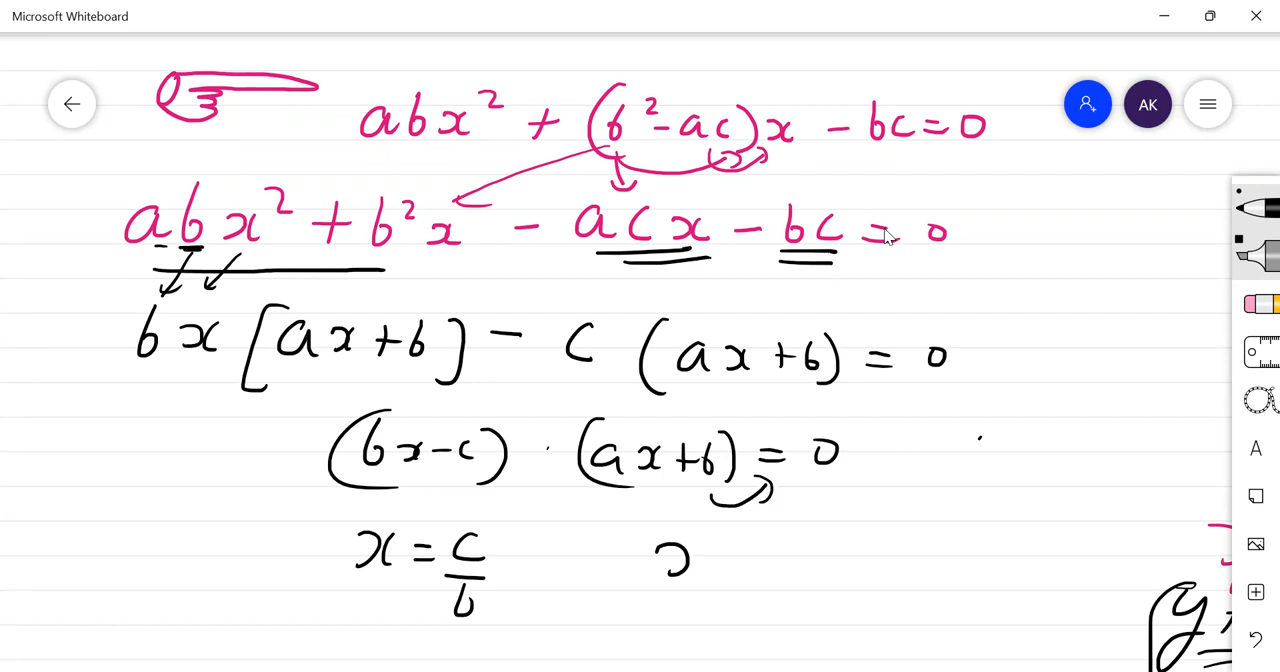 Microsoft Whiteboard
AK
abx² + (b² - ac)x - bc = 0
abx² + b²x - acx - bc = 0
bx [ax + b] - c (ax + b) = 0
(bx - c) · (ax + b) = 0
x = c/b
A
y